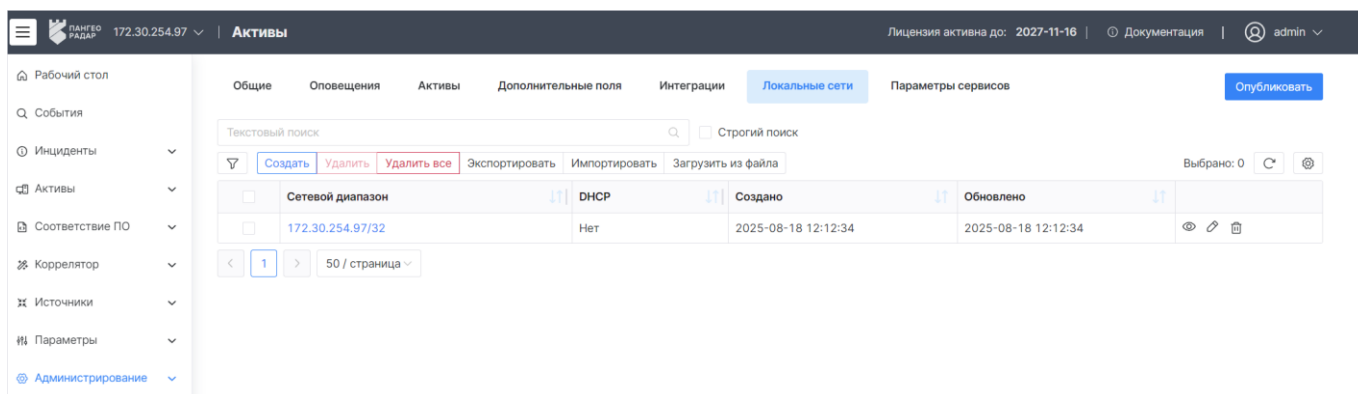 ПАНГЕО РАДАР 172.30.254.97 | Активы Лицензия активна до: 2027-11-16 | Документация | admin
Рабочий стол
События
Инциденты
Активы
Соответствие ПО
Коррелятор
Источники
Параметры
Администрирование
Общие Оповещения Активы Дополнительные поля Интеграции Локальные сети Параметры сервисов Опубликовать
Текстовый поиск Строгий поиск
Создать Удалить Удалить все Экспортировать Импортировать Загрузить из файла Выбрано: 0
Сетевой диапазон DHCP Создано Обновлено
172.30.254.97/32 Нет 2025-08-18 12:12:34 2025-08-18 12:12:34
< 1 > 50 / страница